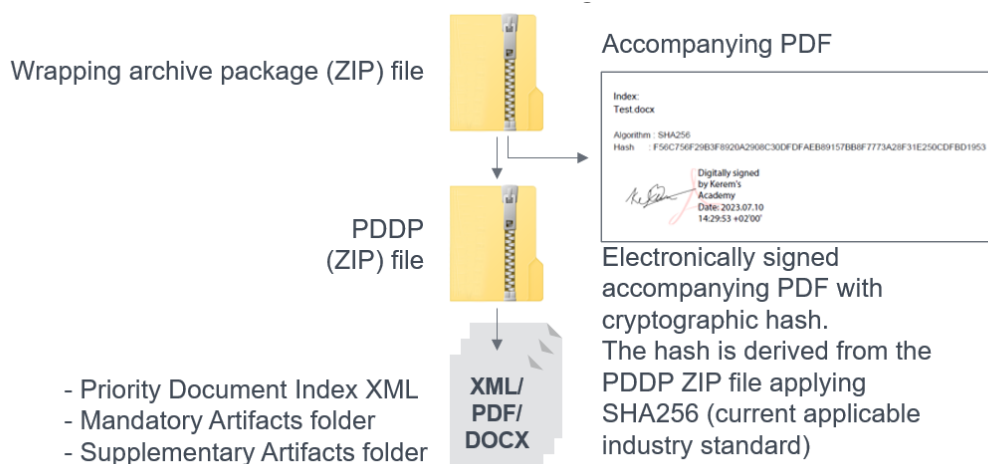 Wrapping archive package (ZIP) file
Accompanying PDF
Index:
Test.docx
Algorithm : SHA256
Hash : F56C756F29B3F8920A2908C30DFDFAEB89157BB8F7773A28F31E250CDFBD1953
Digitally signed
by Kerem's
Academy
Date: 2023.07.10
14:29:53 +02'00'
PDDP
(ZIP) file
Electronically signed
accompanying PDF with
cryptographic hash.
The hash is derived from the
PDDP ZIP file applying
SHA256 (current applicable
industry standard)
- Priority Document Index XML
- Mandatory Artifacts folder
- Supplementary Artifacts folder
XML/
PDF/
DOCX